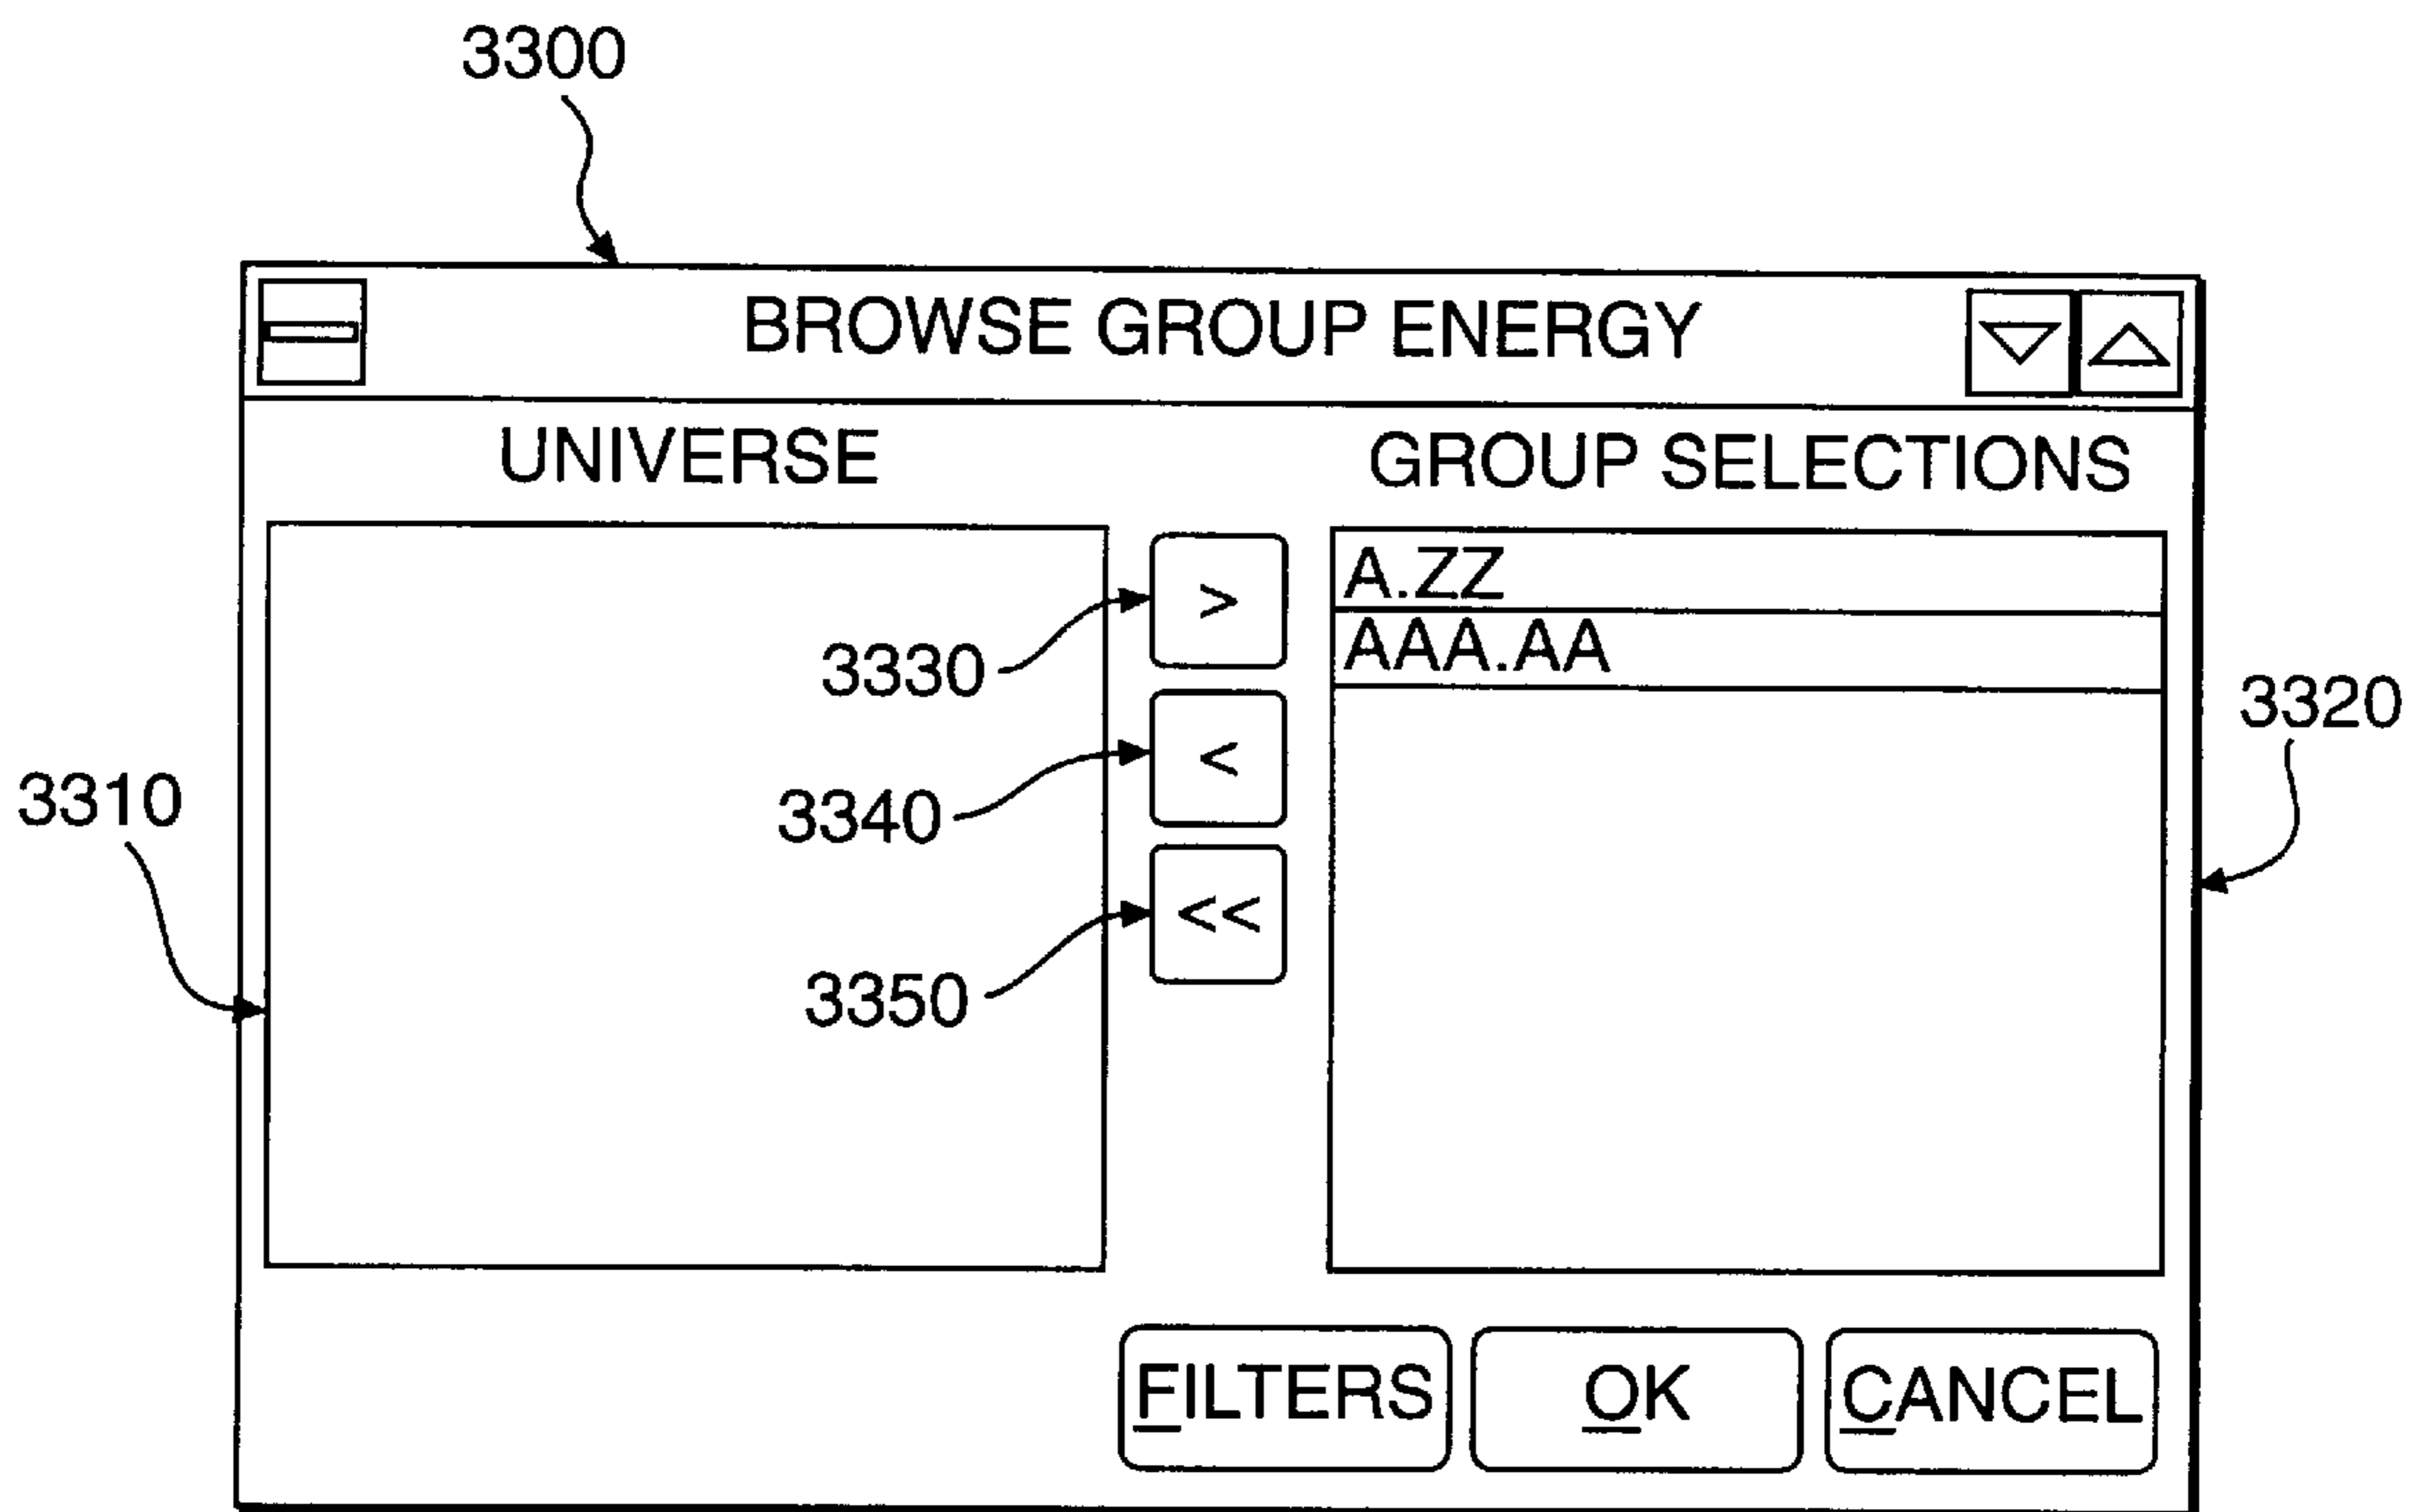 3300
BROWSE GROUP ENERGY
UNIVERSE
GROUP SELECTIONS
>
A.ZZ
AAA.AA
3330
3320
<
3310
3340
<<
3350
FILTERS
OK
CANCEL